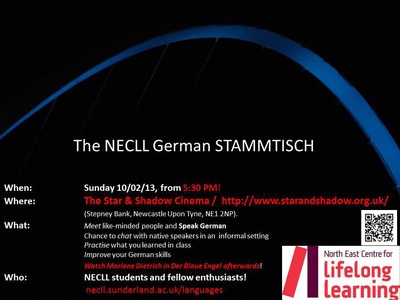 The NECLL German STAMMTISCH
When: Sunday 10/02/13, from 5:30 PM!
Where: The Star & Shadow Cinema / http://www.starandshadow.org.uk/
(Stepney Bank, Newcastle Upon Tyne, NE1 2NP).
What: Meet like-minded people and Speak German
Chance to chat with native speakers in an informal setting
Practise what you learned in class
Improve your German skills
Watch Marlene Dietrich in Der Blaue Engel afterwards!
Who: NECLL students and fellow enthusiasts!
necll.sunderland.ac.uk/languages
North East Centre for
lifelong
learning